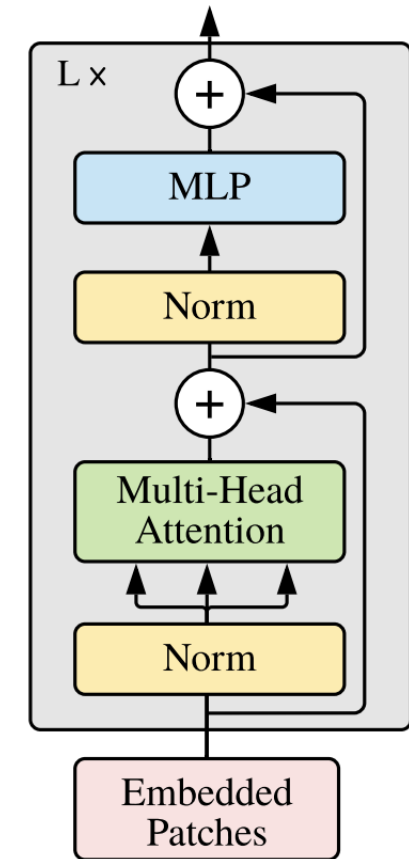 L ×
+
MLP
Norm
+
Multi-Head
Attention
Norm
Embedded
Patches